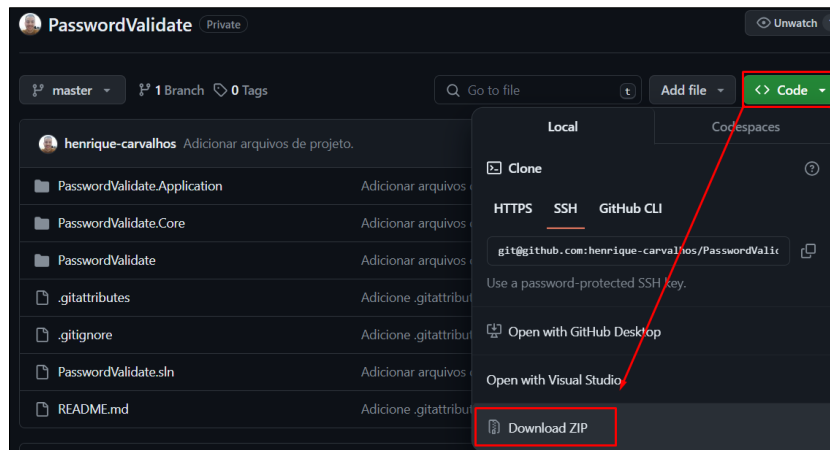 PasswordValidate Private
Unwatch
master 1 Branch 0 Tags
Go to file t
Add file
<> Code
henrique-carvalhos Adicionar arquivos de projeto.
PasswordValidate.Application Adicionar arquivos
PasswordValidate.Core Adicionar arquivos
PasswordValidate Adicionar arquivos
.gitattributes Adicione .gitattribut
.gitignore Adicione .gitattribut
PasswordValidate.sln Adicionar arquivos
README.md Adicione .gitattribut
Local Codespaces
Clone
HTTPS SSH GitHub CLI
git@github.com:henrique-carvalhos/PasswordValic
Use a password-protected SSH key.
Open with GitHub Desktop
Open with Visual Studio
Download ZIP